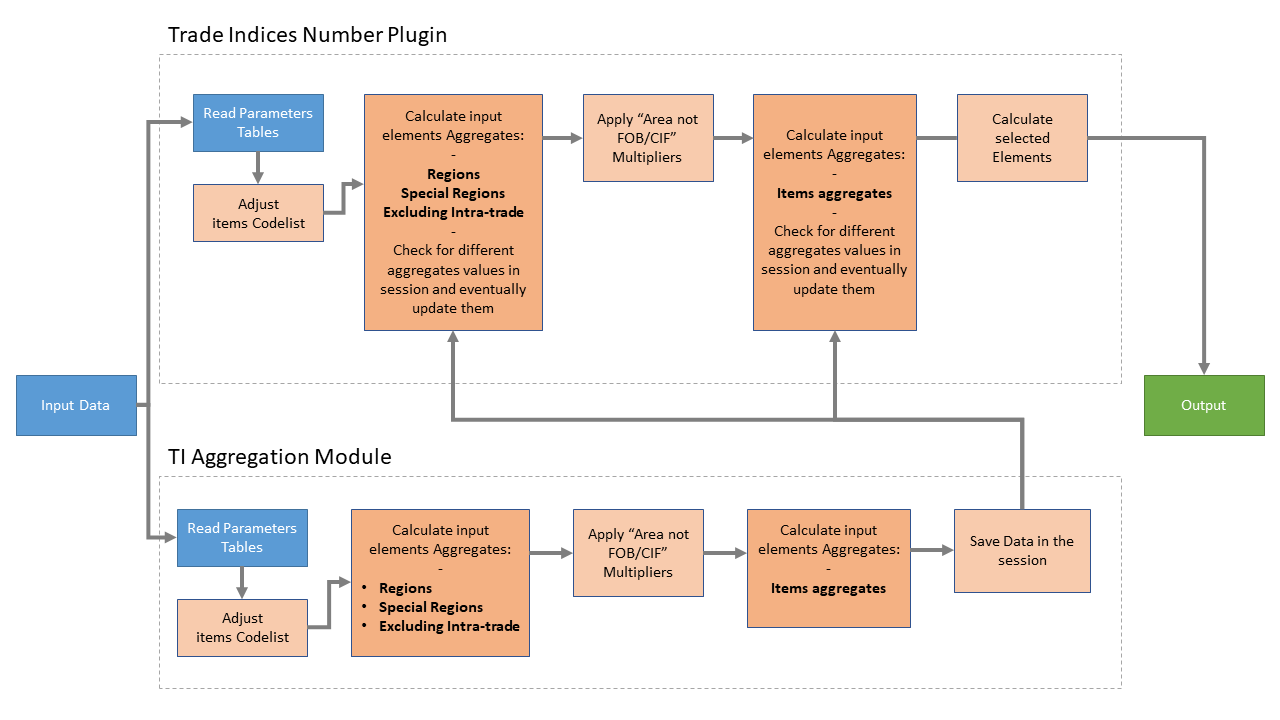 Trade Indices Number Plugin
Read Parameters
Tables
Adjust
items Codelist
Calculate input
elements Aggregates:
-
Regions
Special Regions
Excluding Intra-trade
-
Check for different
aggregates values in
session and eventually
update them
Apply “Area not
FOB/CIF”
Multipliers
Calculate input
elements Aggregates:
-
Items aggregates
-
Check for different
aggregates values in
session and eventually
update them
Calculate
selected
Elements
Input Data
Output
TI Aggregation Module
Read Parameters
Tables
Adjust
items Codelist
Calculate input
elements Aggregates:
-
• Regions
• Special Regions
• Excluding Intra-trade
Apply “Area not
FOB/CIF”
Multipliers
Calculate input
elements Aggregates:
-
Items aggregates
Save Data in the
session